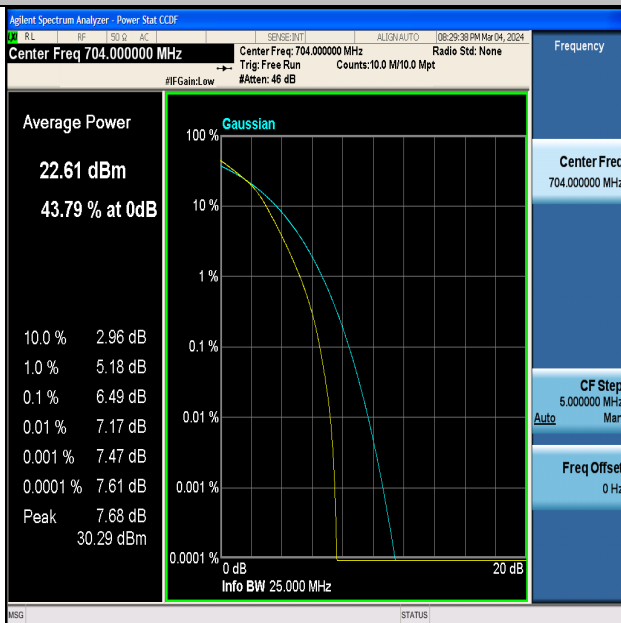 Agilent Spectrum Analyzer - Power Stat CCDF
LXI RL RF 50 Ω AC SENSE:INT ALIGN AUTO 08:29:38 PM Mar 04, 2024
Center Freq 704.000000 MHz
Center Freq: 704.000000 MHz Radio Std: None
Trig: Free Run Counts:10.0 M/10.0 Mpt
#IFGain:Low #Atten: 46 dB
Frequency
Center Freq
704.000000 MHz
CF Step
5.000000 MHz
Auto Man
Freq Offset
0 Hz
Average Power
22.61 dBm
43.79 % at 0dB
10.0 % 2.96 dB
1.0 % 5.18 dB
0.1 % 6.49 dB
0.01 % 7.17 dB
0.001 % 7.47 dB
0.0001 % 7.61 dB
Peak 7.68 dB
30.29 dBm
Gaussian
100 %
10 %
1 %
0.1 %
0.01 %
0.001 %
0.0001 %
0 dB 20 dB
Info BW 25.000 MHz
MSG STATUS